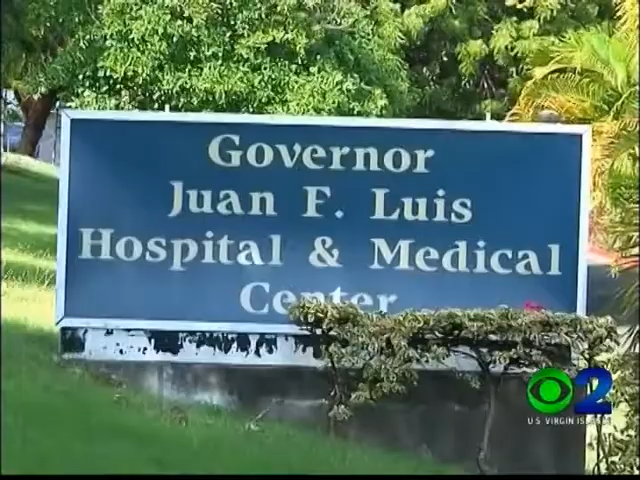 Governor
Juan F. Luis
Hospital & Medical
Center
2
U.S. VIRGIN ISLANDS